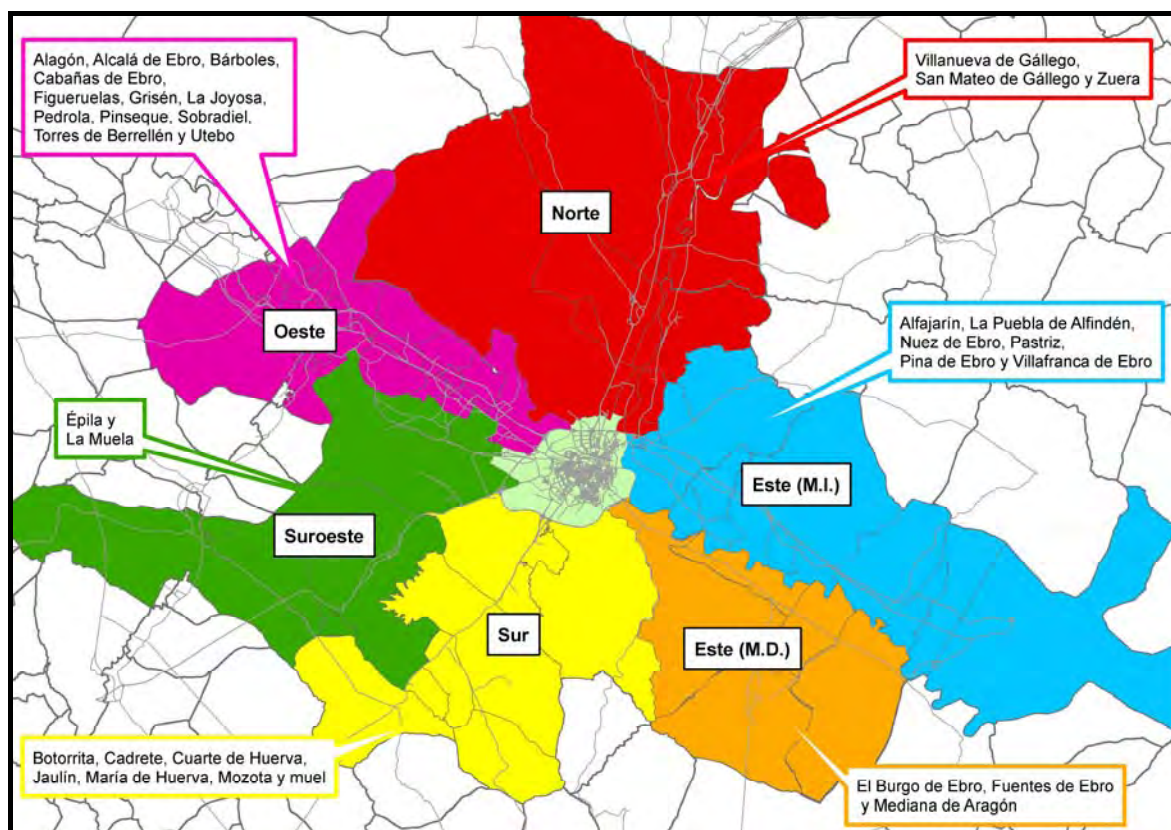 Alagón, Alcalá de Ebro, Bárboles,
Cabañas de Ebro,
Figueruelas, Grisén, La Joyosa,
Pedrola, Pinseque, Sobradiel,
Torres de Berrellén y Utebo
Villanueva de Gállego,
San Mateo de Gállego y Zuera
Norte
Oeste
Alfajarín, La Puebla de Alfindén,
Nuez de Ebro, Pastriz,
Pina de Ebro y Villafranca de Ebro
Épila y
La Muela
Este (M.I.)
Suroeste
Sur
Este (M.D.)
Botorrita, Cadrete, Cuarte de Huerva,
Jaulín, María de Huerva, Mozota y muel
El Burgo de Ebro, Fuentes de Ebro
y Mediana de Aragón